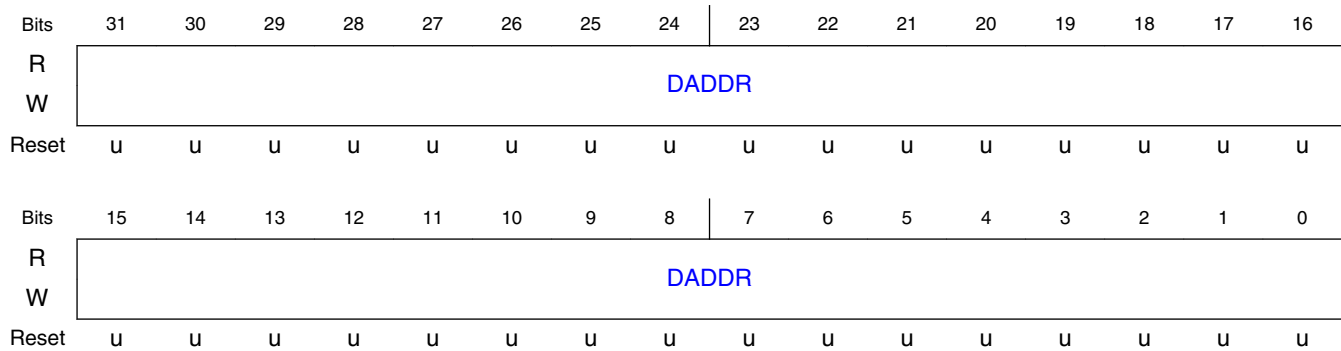 Bits 31 30 29 28 27 26 25 24 23 22 21 20 19 18 17 16
R
DADDR
W
Reset u u u u u u u u u u u u u u u u
Bits 15 14 13 12 11 10 9 8 7 6 5 4 3 2 1 0
R
DADDR
W
Reset u u u u u u u u u u u u u u u u